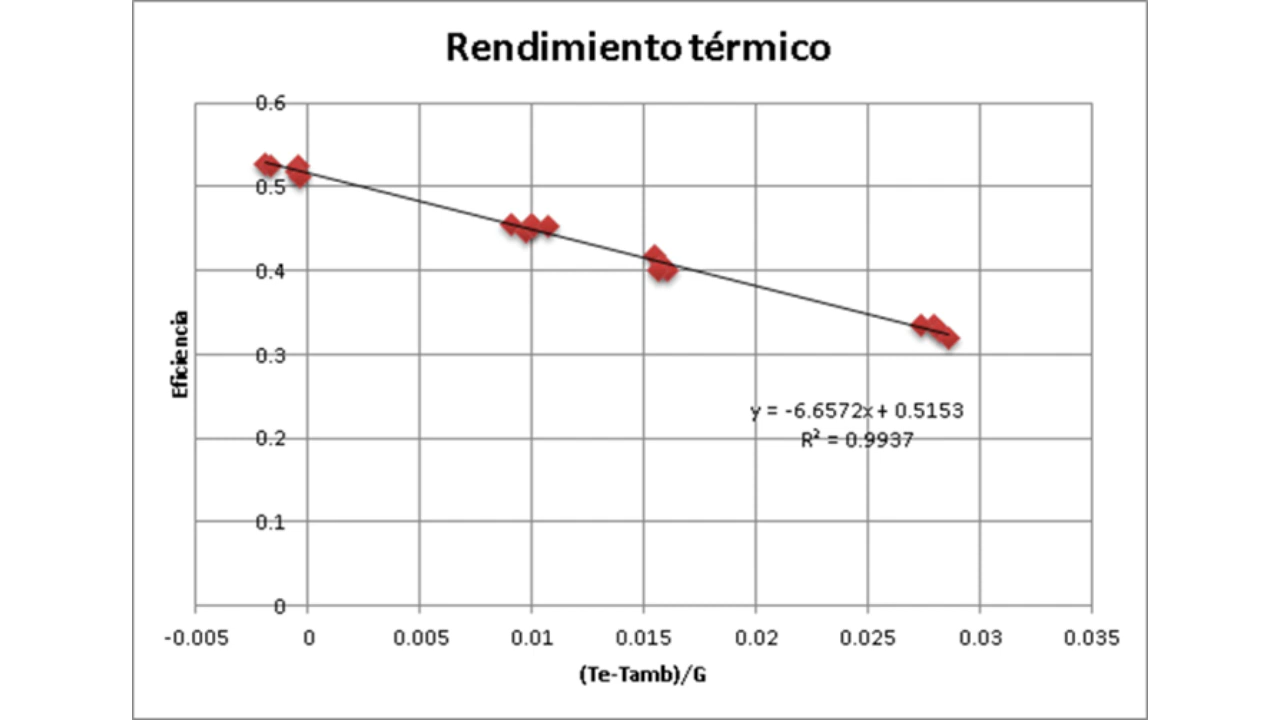 Rendimiento térmico
0.6
0.5
0.4
0.3
0.2
0.1
0
Eficiencia
y = -6.6572x + 0.5153
R² = 0.9937
-0.005 0 0.005 0.01 0.015 0.02 0.025 0.03 0.035
(Te-Tamb)/G